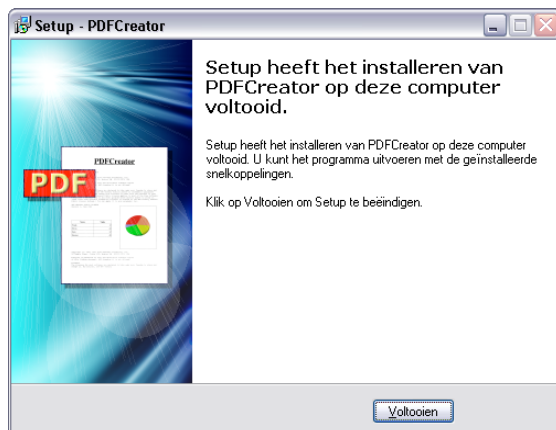 Setup - PDFCreator
Setup heeft het installeren van
PDFCreator op deze computer
voltooid.
Setup heeft het installeren van PDFCreator op deze computer
voltooid. U kunt het programma uitvoeren met de geïnstalleerde
snelkoppelingen.
Klik op Voltooien om Setup te beëindigen.
PDFCreator
PDF
Voltooien